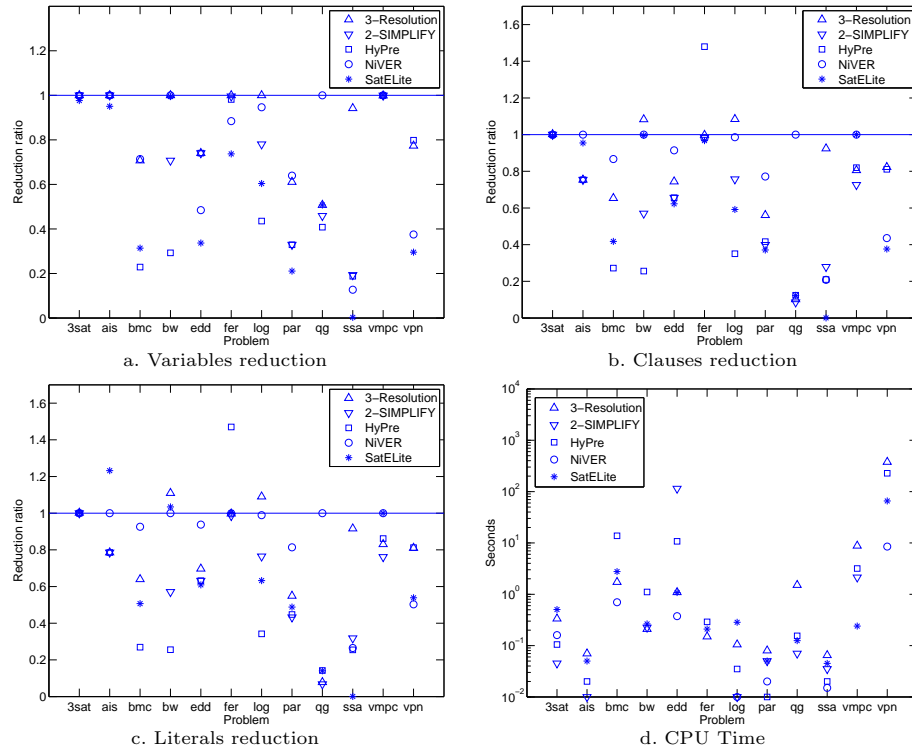 3−Resolution
2−SIMPLIFY
HyPre
NiVER
SatELite
Reduction ratio
1.2
1
0.8
0.6
0.4
0.2
0
3sat ais bmc bw edd fer log par qg ssa vmpc vpn
Problem
a. Variables reduction
3−Resolution
2−SIMPLIFY
HyPre
NiVER
SatELite
Reduction ratio
1.6
1.4
1.2
1
0.8
0.6
0.4
0.2
0
3sat ais bmc bw edd fer log par qg ssa vmpc vpn
Problem
b. Clauses reduction
3−Resolution
2−SIMPLIFY
HyPre
NiVER
SatELite
Reduction ratio
1.6
1.4
1.2
1
0.8
0.6
0.4
0.2
0
3sat ais bmc bw edd fer log par qg ssa vmpc vpn
Problem
c. Literals reduction
3−Resolution
2−SIMPLIFY
HyPre
NiVER
SatELite
Seconds
10^4
10^3
10^2
10^1
10^0
10^−1
10^−2
3sat ais bmc bw edd fer log par qg ssa vmpc vpn
Problem
d. CPU Time